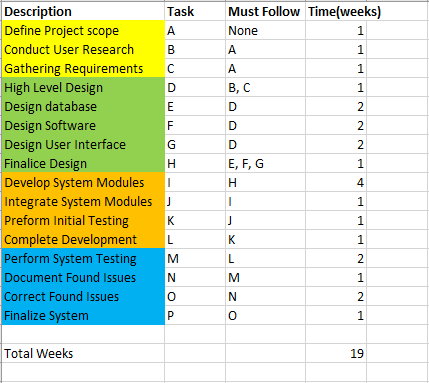 Description Task Must Follow Time(weeks)
Define Project scope A None 1
Conduct User Research B A 1
Gathering Requirements C A 1
High Level Design D B, C 1
Design database E D 2
Design Software F D 2
Design User Interface G D 2
Finalice Design H E, F, G 1
Develop System Modules I H 4
Integrate System Modules J I 1
Preform Initial Testing K J 1
Complete Development L K 1
Perform System Testing M L 2
Document Found Issues N M 1
Correct Found Issues O N 2
Finalize System P O 1
Total Weeks 19